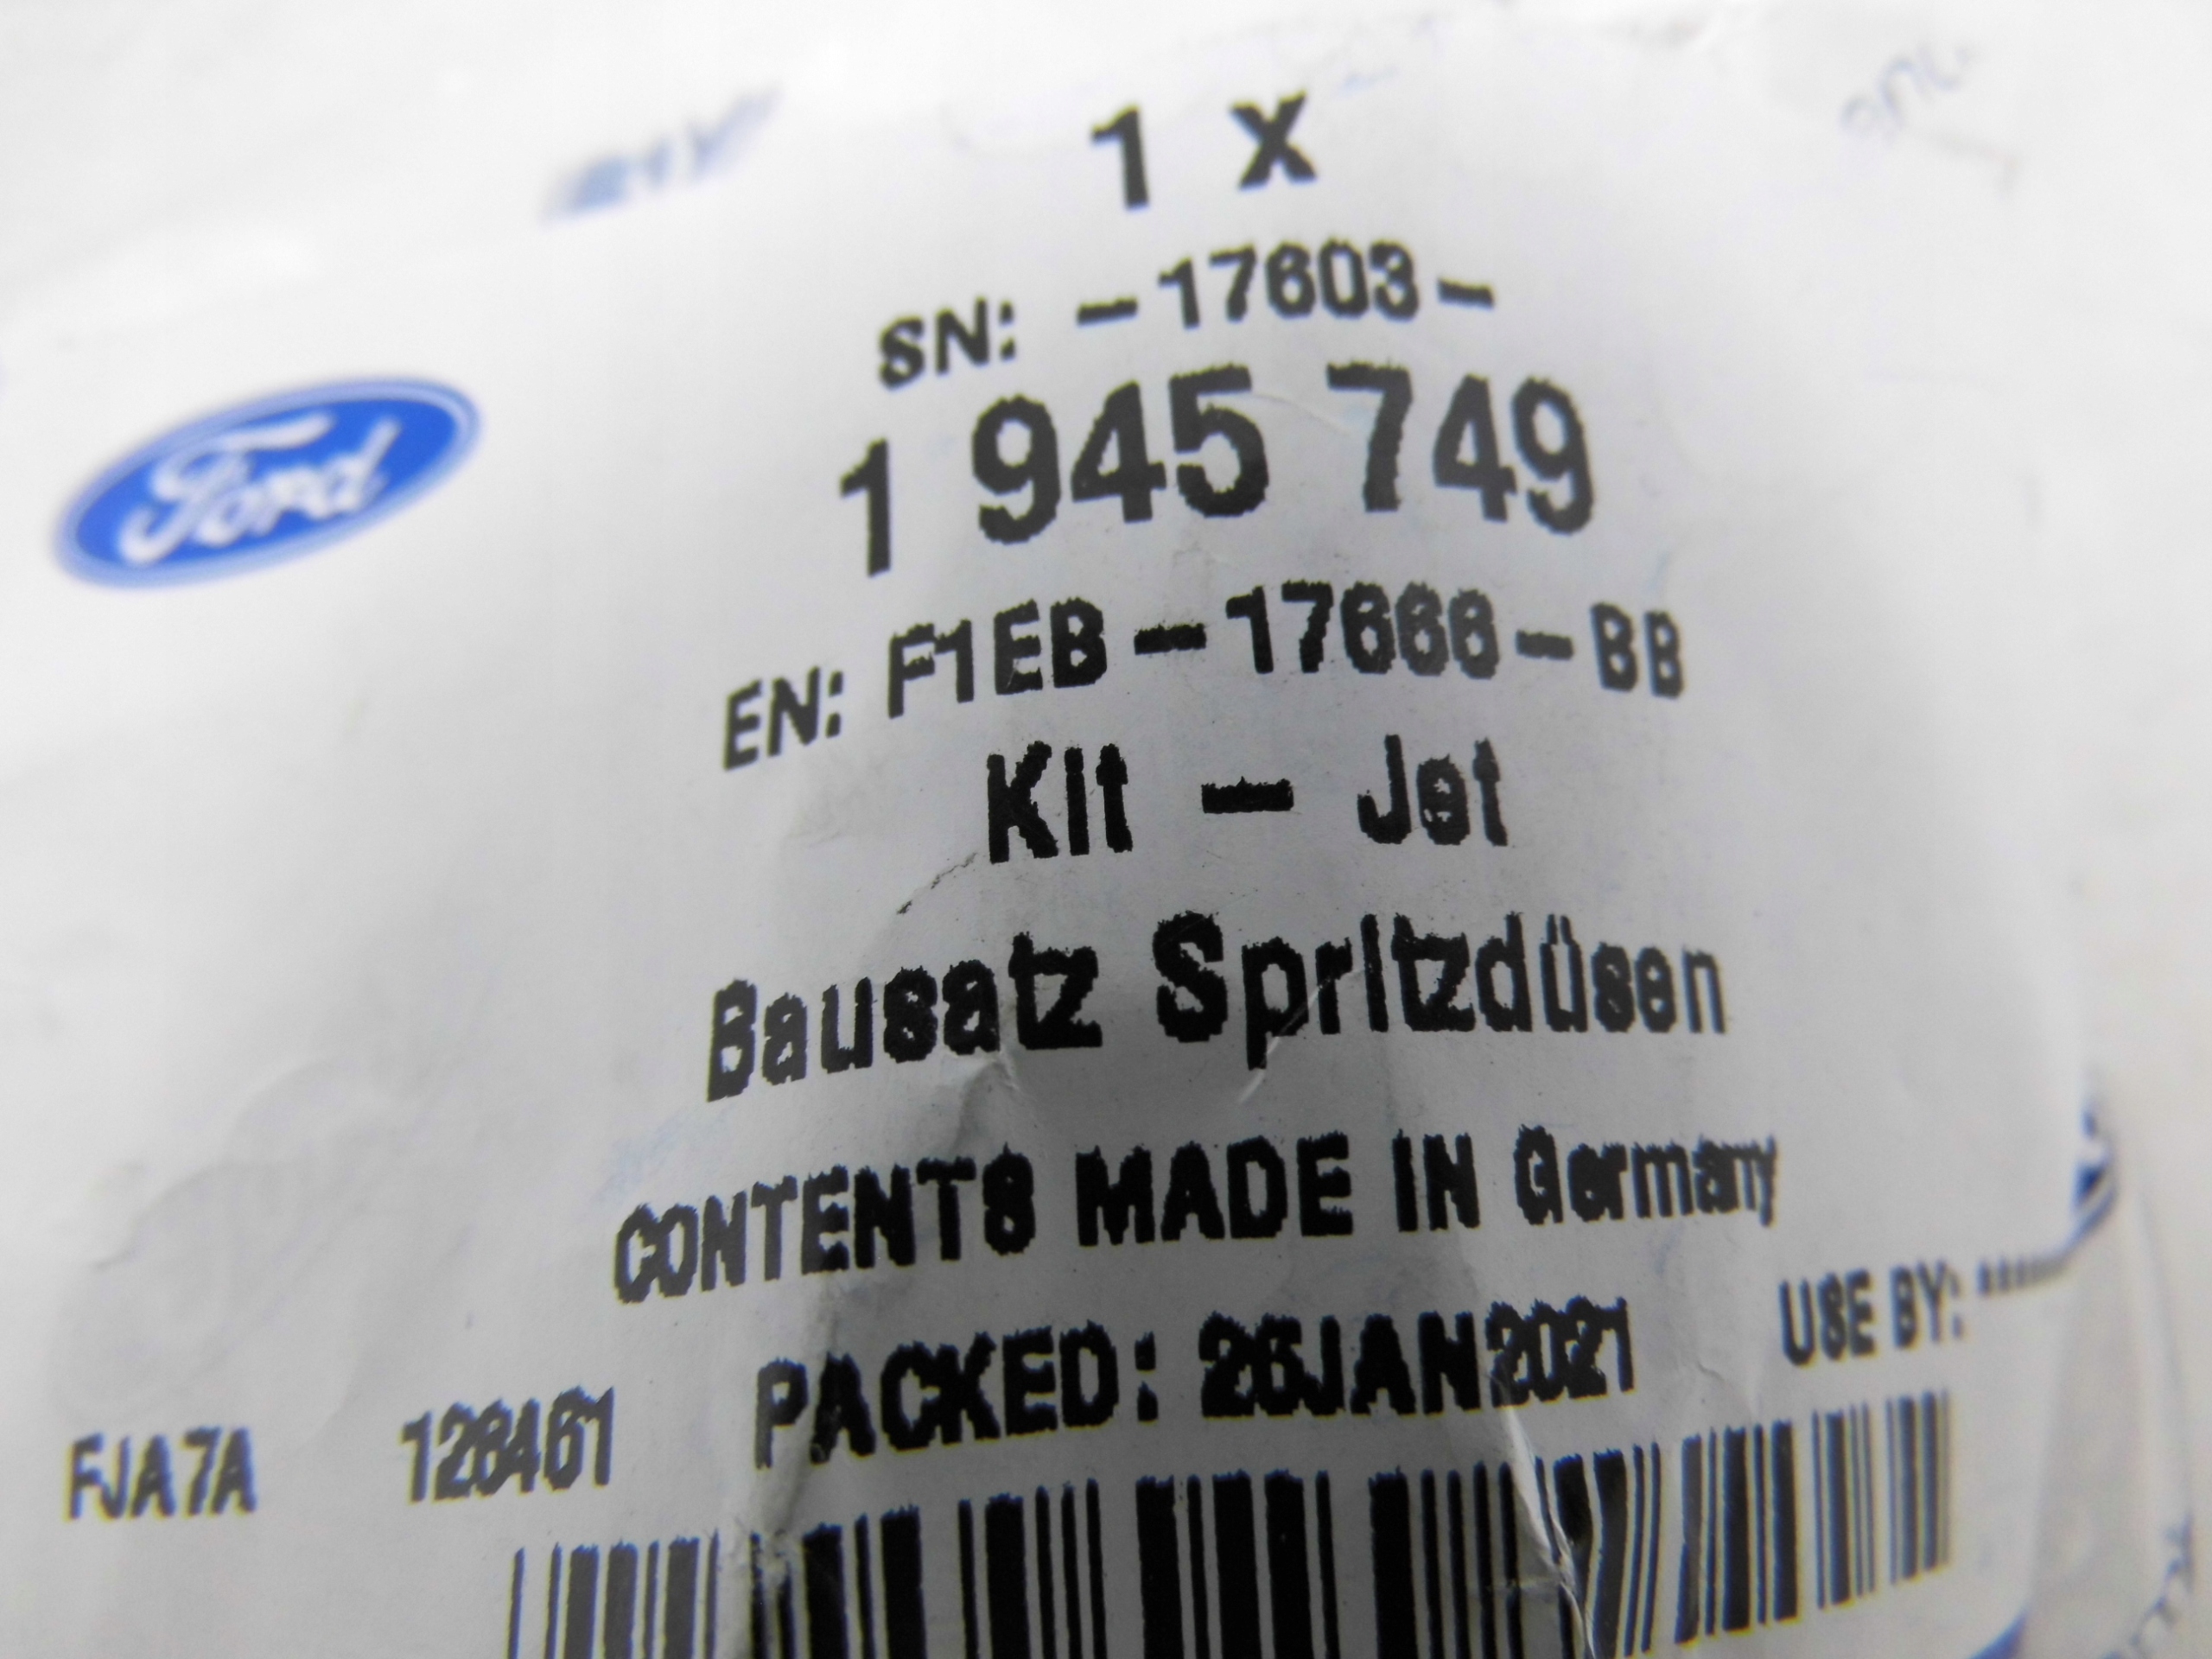 1 X
SN: -17603-
Ford
1 945 749
EN: F1EB-17666-BB
Kit - Jet
Bausatz Spritzdüsen
CONTENTS MADE IN Germany
USE BY: ......
FJA7A 128461 PACKED: 26JAN2021